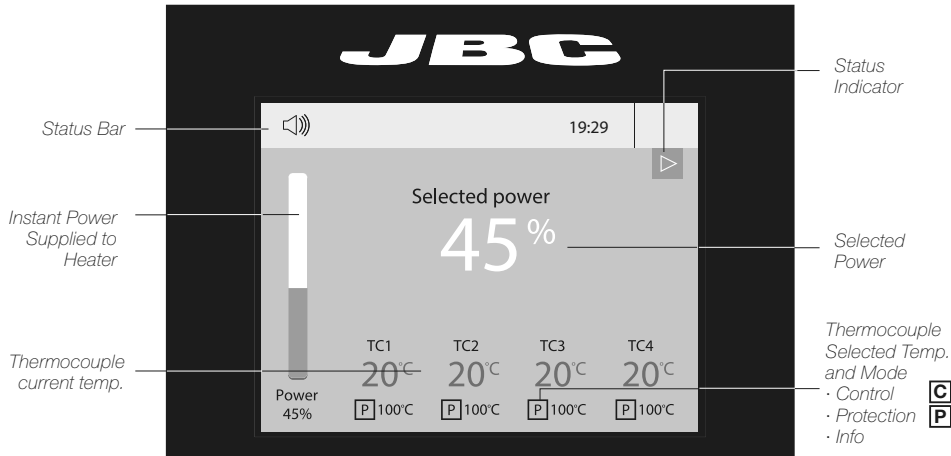 JBC
Status
Indicator
Status Bar
19:29
Selected power
45%
Instant Power
Supplied to
Heater
Selected
Power
Thermocouple
current temp.
TC1 TC2 TC3 TC4
20°C 20°C 20°C 20°C
P 100°C P 100°C P 100°C P 100°C
Power
45%
Thermocouple
Selected Temp.
and Mode
· Control C
· Protection P
· Info